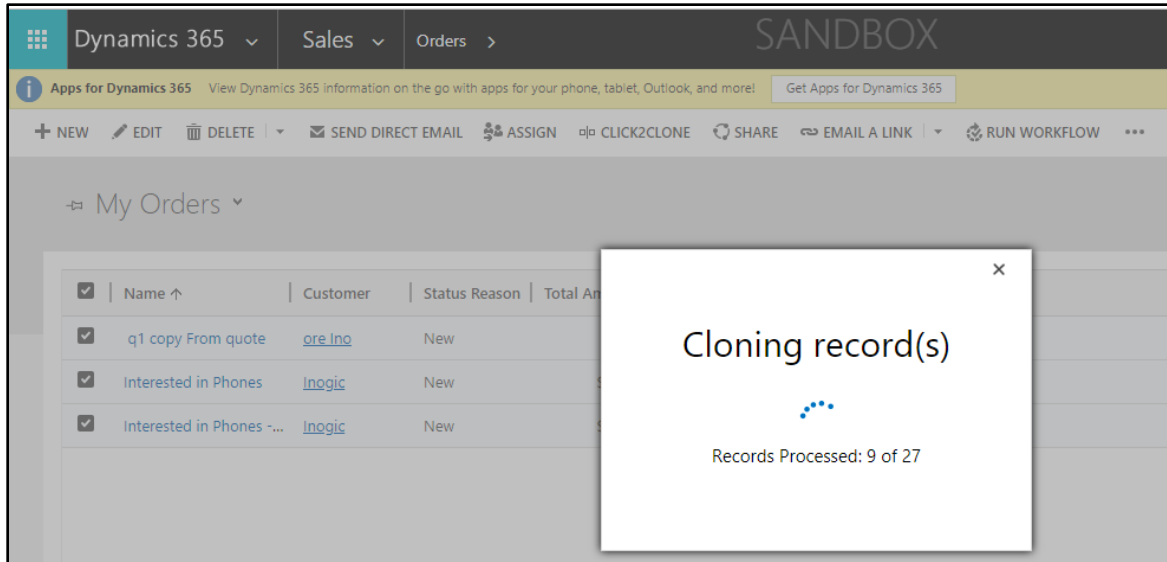 Dynamics 365 Sales Orders > SANDBOX
Apps for Dynamics 365 View Dynamics 365 information on the go with apps for your phone, tablet, Outlook, and more! Get Apps for Dynamics 365
NEW EDIT DELETE SEND DIRECT EMAIL ASSIGN CLICK2CLONE SHARE EMAIL A LINK RUN WORKFLOW •••
My Orders
Name ↑ Customer Status Reason Total
q1 copy From quote ore Ino New
Interested in Phones Inogic New
Interested in Phones -... Inogic New
×
Cloning record(s)
Records Processed: 9 of 27